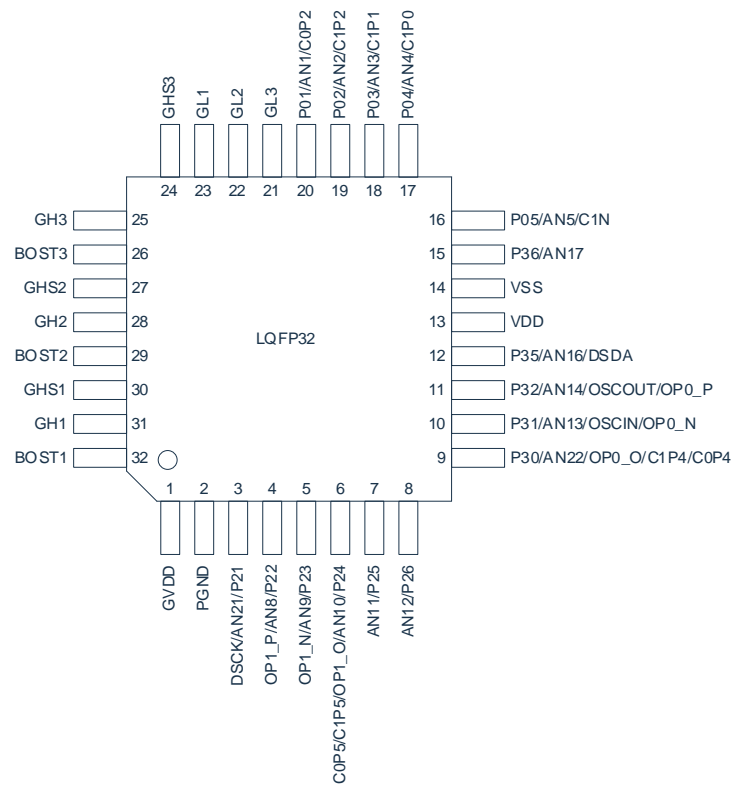 GHS3
GL1
GL2
GL3
P01/AN1/C0P2
P02/AN2/C1P2
P03/AN3/C1P1
P04/AN4/C1P0
24
23
22
21
20
19
18
17
GH3 25
BOST3 26
GHS2 27
GH2 28
BOST2 29
GHS1 30
GH1 31
BOST1 32
LQFP32
16 P05/AN5/C1N
15 P36/AN17
14 VSS
13 VDD
12 P35/AN16/DSDA
11 P32/AN14/OSCOUT/OP0_P
10 P31/AN13/OSCIN/OP0_N
9 P30/AN22/OP0_O/C1P4/C0P4
1
2
3
4
5
6
7
8
GVDD
PGND
DSCK/AN21/P21
OP1_P/AN8/P22
OP1_N/AN9/P23
C0P5/C1P5/OP1_O/AN10/P24
AN11/P25
AN12/P26